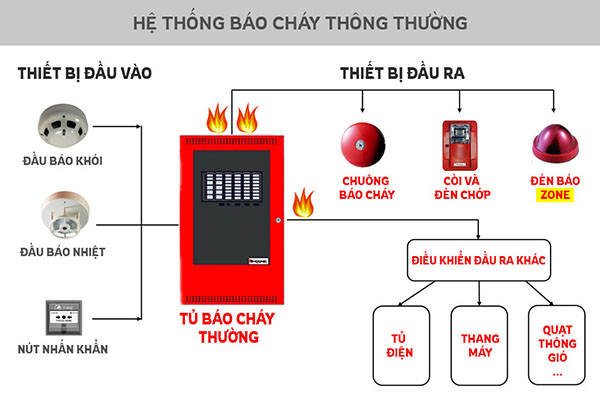 HỆ THỐNG BÁO CHÁY THÔNG THƯỜNG
THIẾT BỊ ĐẦU VÀO
THIẾT BỊ ĐẦU RA
ĐẦU BÁO KHÓI
ĐẦU BÁO NHIỆT
NÚT NHẤN KHẨN
TỦ BÁO CHÁY
THƯỜNG
CHUÔNG
BÁO CHÁY
CÒI VÀ
ĐÈN CHỚP
ĐÈN BÁO
ZONE
ĐIỀU KHIỂN ĐẦU RA KHÁC
TỦ
ĐIỆN
THANG
MÁY
QUẠT
THÔNG
GIÓ
...